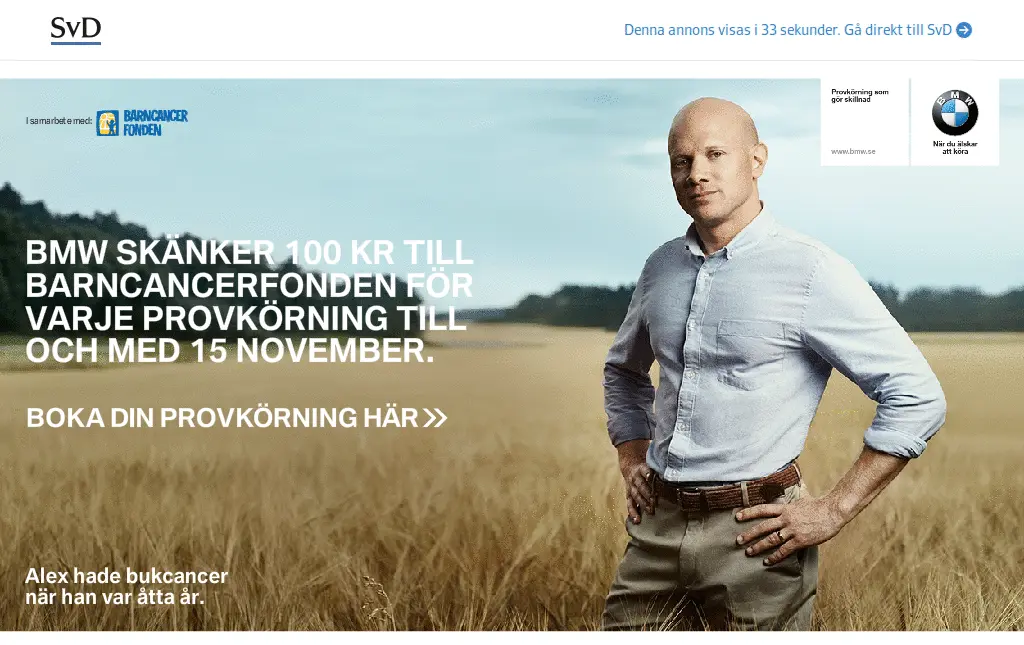 SvD
Denna annons visas i 33 sekunder. Gå direkt till SvD
I samarbete med:
BARNCANCER
FONDEN
Provkörning som
gör skillnad
www.bmw.se
BMW
När du älskar
att köra
BMW SKÄNKER 100 KR TILL
BARNCANCERFONDEN FÖR
VARJE PROVKÖRNING TILL
OCH MED 15 NOVEMBER.
BOKA DIN PROVKÖRNING HÄR
Alex hade bukcancer
när han var åtta år.